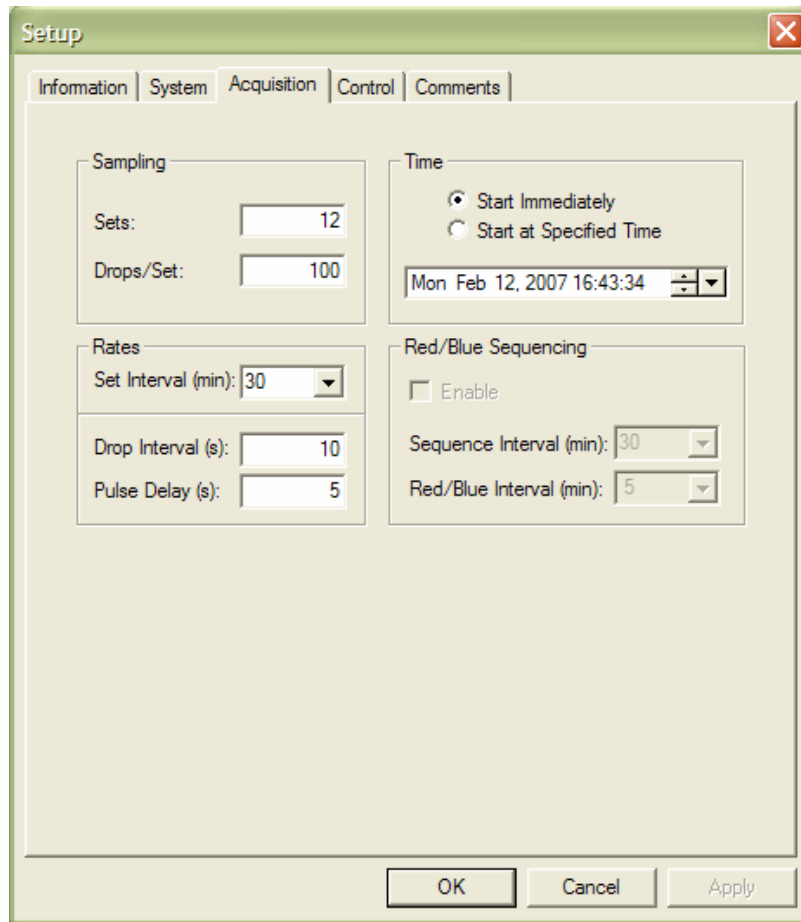 Setup
Information System Acquisition Control Comments
Sampling
Sets: 12
Drops/Set: 100
Time
Start Immediately
Start at Specified Time
Mon Feb 12, 2007 16:43:34
Rates
Set Interval (min): 30
Drop Interval (s): 10
Pulse Delay (s): 5
Red/Blue Sequencing
Enable
Sequence Interval (min): 30
Red/Blue Interval (min): 5
OK Cancel Apply